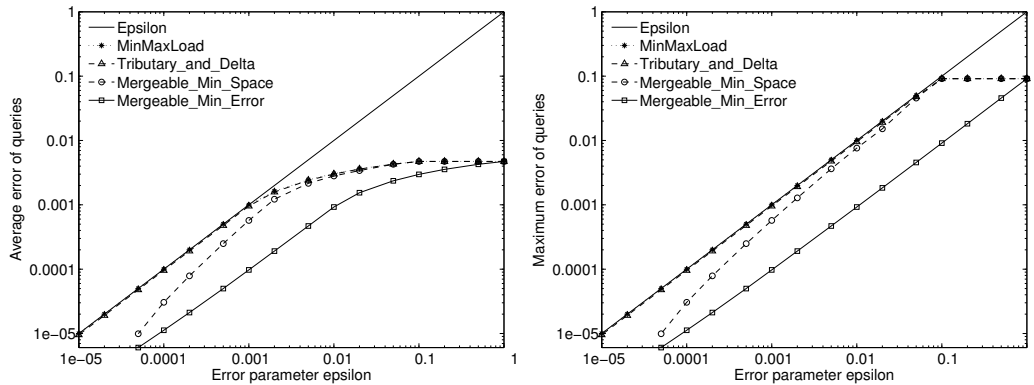 1
0.1
0.01
0.001
0.0001
1e-05
Average error of queries
Epsilon
MinMaxLoad
Tributary_and_Delta
Mergeable_Min_Space
Mergeable_Min_Error
1e-05 0.0001 0.001 0.01 0.1 1
Error parameter epsilon
1
0.1
0.01
0.001
0.0001
1e-05
Maximum error of queries
Epsilon
MinMaxLoad
Tributary_and_Delta
Mergeable_Min_Space
Mergeable_Min_Error
1e-05 0.0001 0.001 0.01 0.1
Error parameter epsilon